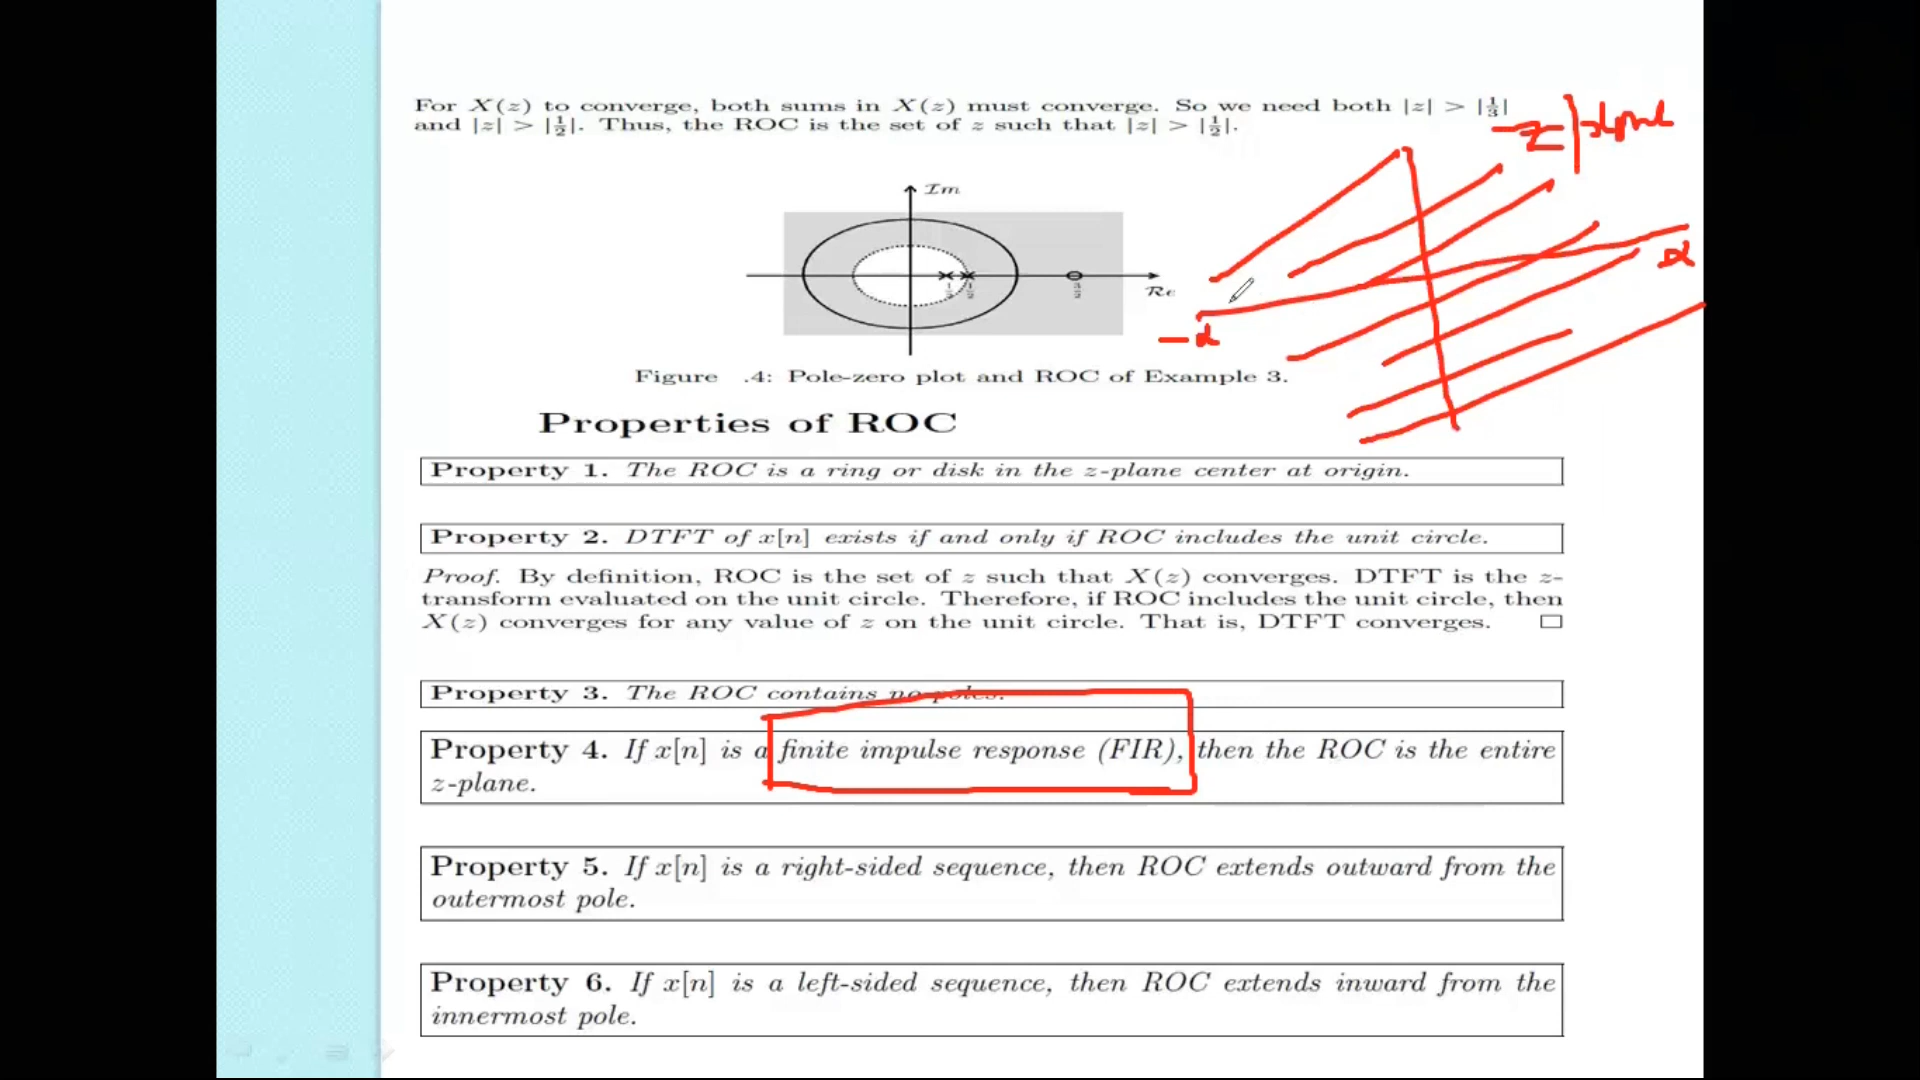 For X(z) to converge, both sums in X(z) must converge. So we need both |z| > |1/3|
and |z| > |1/2|. Thus, the ROC is the set of z such that |z| > |1/2|.
z|plane
Im
Re
-α
α
Figure .4: Pole-zero plot and ROC of Example 3.
Properties of ROC
Property 1. The ROC is a ring or disk in the z-plane center at origin.
Property 2. DTFT of x[n] exists if and only if ROC includes the unit circle.
Proof. By definition, ROC is the set of z such that X(z) converges. DTFT is the z-
transform evaluated on the unit circle. Therefore, if ROC includes the unit circle, then
X(z) converges for any value of z on the unit circle. That is, DTFT converges. □
Property 3. The ROC contains no poles.
Property 4. If x[n] is a finite impulse response (FIR), then the ROC is the entire
z-plane.
Property 5. If x[n] is a right-sided sequence, then ROC extends outward from the
outermost pole.
Property 6. If x[n] is a left-sided sequence, then ROC extends inward from the
innermost pole.